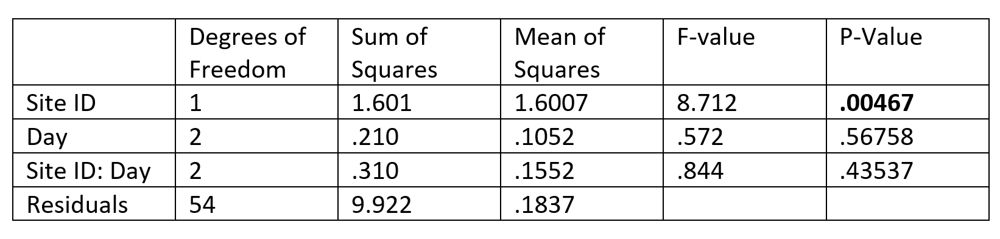 Degrees of Freedom Sum of Squares Mean of Squares F-value P-Value
Site ID 1 1.601 1.6007 8.712 .00467
Day 2 .210 .1052 .572 .56758
Site ID: Day 2 .310 .1552 .844 .43537
Residuals 54 9.922 .1837